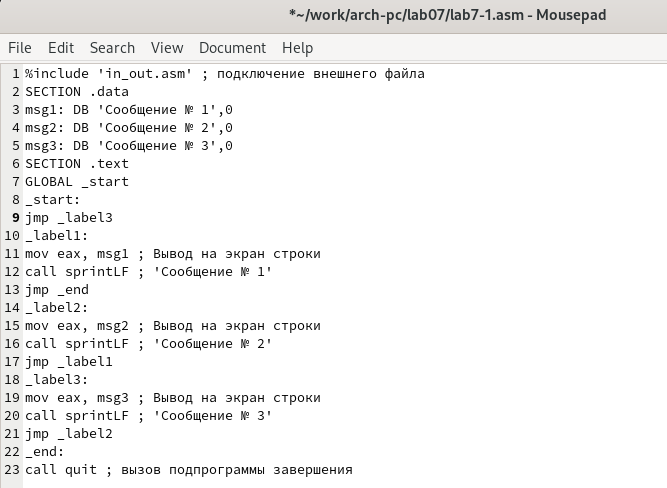 *~/work/arch-pc/lab07/lab7-1.asm - Mousepad
File Edit Search View Document Help
1 %include 'in_out.asm' ; подключение внешнего файла
2 SECTION .data
3 msg1: DB 'Сообщение № 1',0
4 msg2: DB 'Сообщение № 2',0
5 msg3: DB 'Сообщение № 3',0
6 SECTION .text
7 GLOBAL _start
8 _start:
9 jmp _label3
10 _label1:
11 mov eax, msg1 ; Вывод на экран строки
12 call sprintLF ; 'Сообщение № 1'
13 jmp _end
14 _label2:
15 mov eax, msg2 ; Вывод на экран строки
16 call sprintLF ; 'Сообщение № 2'
17 jmp _label1
18 _label3:
19 mov eax, msg3 ; Вывод на экран строки
20 call sprintLF ; 'Сообщение № 3'
21 jmp _label2
22 _end:
23 call quit ; вызов подпрограммы завершения